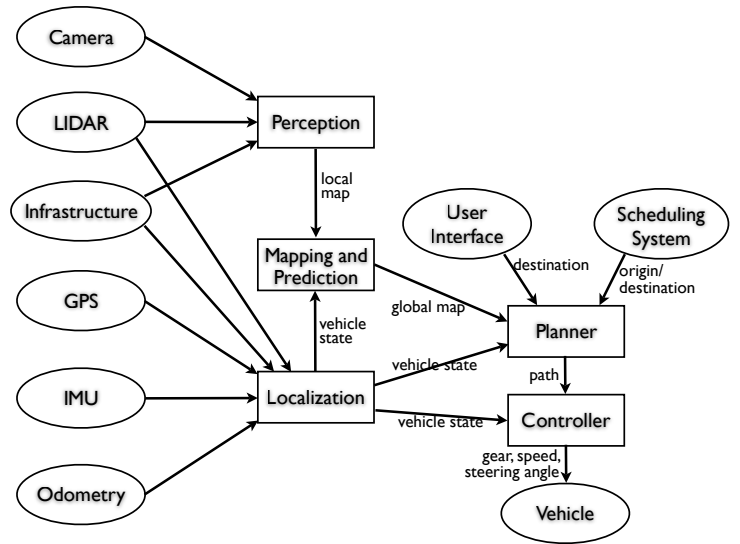 Camera
LIDAR
Perception
local
map
Infrastructure
User
Interface
Scheduling
System
Mapping and
Prediction
destination
origin/
destination
GPS
global map
vehicle
state
Planner
vehicle state
path
IMU
Localization
vehicle state
Controller
gear, speed,
steering angle
Odometry
Vehicle